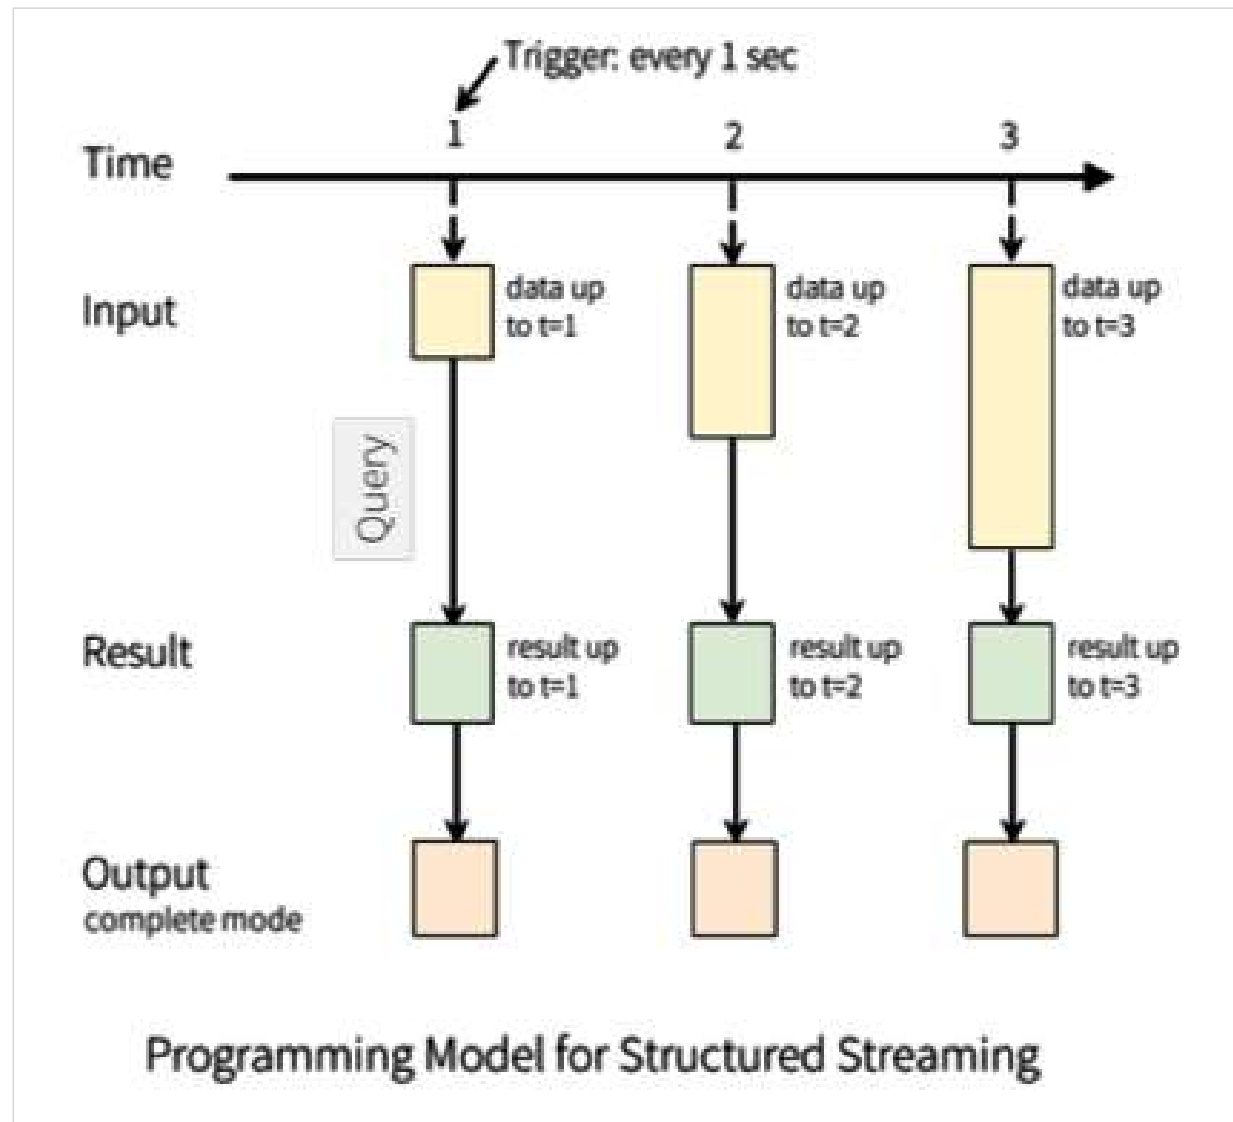 Trigger: every 1 sec
1 2 3
Time
Input
data up
to t=1
data up
to t=2
data up
to t=3
Query
Result
result up
to t=1
result up
to t=2
result up
to t=3
Output
complete mode
Programming Model for Structured Streaming